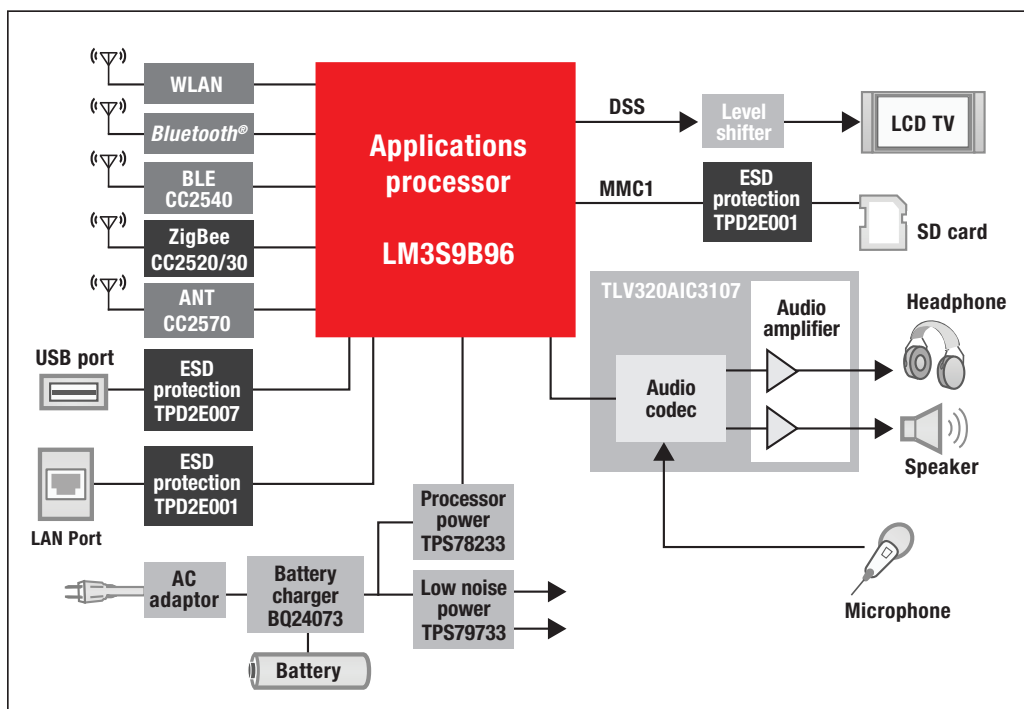 WLAN
Bluetooth®
BLE
CC2540
ZigBee
CC2520/30
ANT
CC2570
USB port
ESD
protection
TPD2E007
LAN Port
ESD
protection
TPD2E001
Applications
processor
LM3S9B96
DSS
Level
shifter
LCD TV
MMC1
ESD
protection
TPD2E001
SD card
TLV320AIC3107
Audio
amplifier
Audio
codec
Headphone
Speaker
Microphone
Processor
power
TPS78233
AC
adaptor
Battery
charger
BQ24073
Low noise
power
TPS79733
Battery